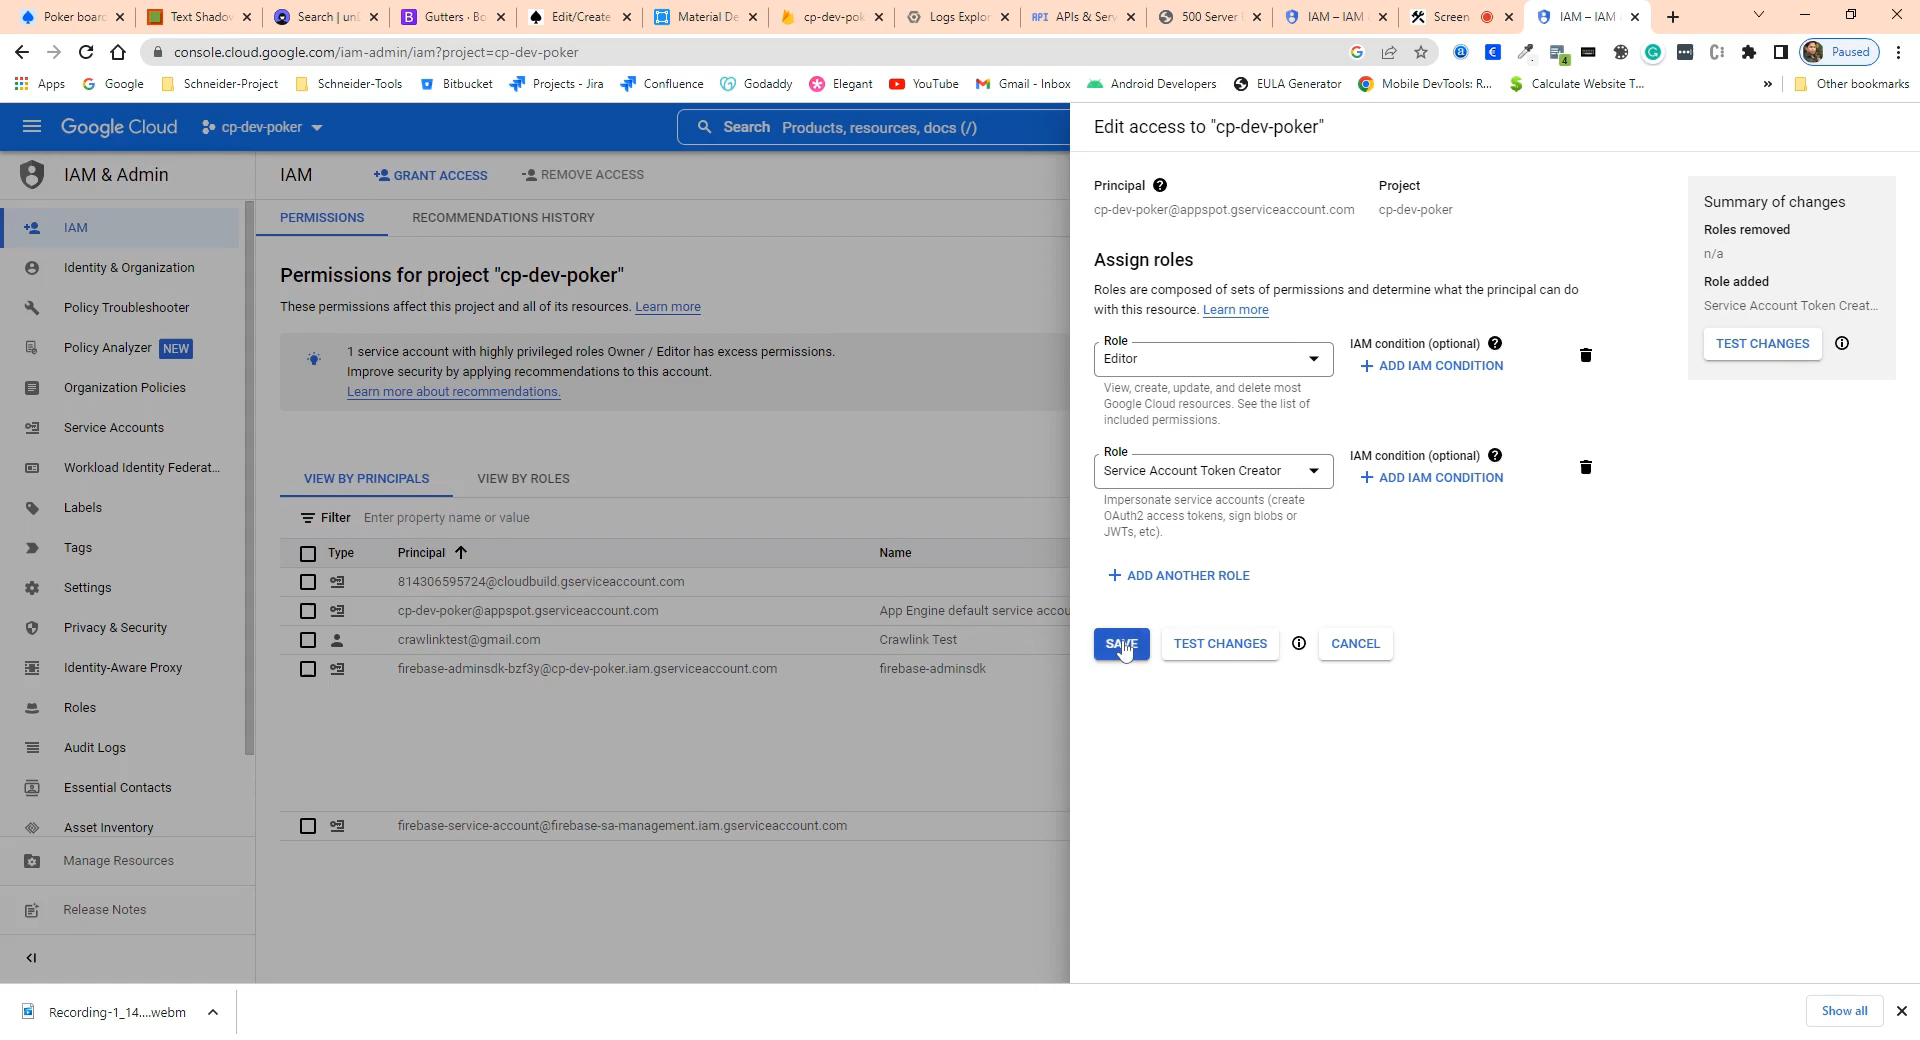 Poker boarc
Text Shadov
Search | unl
Gutters · Bo
Edit/Create
Material De
cp-dev-pok
Logs Explor
API APIs & Serv
500 Server
IAM – IAM
Screen
IAM – IAM
console.cloud.google.com/iam-admin/iam?project=cp-dev-poker
Paused
Apps
Google
Schneider-Project
Schneider-Tools
Bitbucket
Projects - Jira
Confluence
Godaddy
Elegant
YouTube
Gmail - Inbox
Android Developers
EULA Generator
Mobile DevTools: R...
Calculate Website T...
»
Other bookmarks
Google Cloud
cp-dev-poker
Search Products, resources, docs (/)
IAM & Admin
IAM
Identity & Organization
Policy Troubleshooter
Policy Analyzer NEW
Organization Policies
Service Accounts
Workload Identity Federat...
Labels
Tags
Settings
Privacy & Security
Identity-Aware Proxy
Roles
Audit Logs
Essential Contacts
Asset Inventory
Manage Resources
Release Notes
IAM
GRANT ACCESS
REMOVE ACCESS
PERMISSIONS
RECOMMENDATIONS HISTORY
Permissions for project "cp-dev-poker"
These permissions affect this project and all of its resources. Learn more
1 service account with highly privileged roles Owner / Editor has excess permissions.
Improve security by applying recommendations to this account.
Learn more about recommendations.
VIEW BY PRINCIPALS
VIEW BY ROLES
Filter Enter property name or value
Type Principal Name
814306595724@cloudbuild.gserviceaccount.com
cp-dev-poker@appspot.gserviceaccount.com App Engine default service accou
crawlinktest@gmail.com Crawlink Test
firebase-adminsdk-bzf3y@cp-dev-poker.iam.gserviceaccount.com firebase-adminsdk
firebase-service-account@firebase-sa-management.iam.gserviceaccount.com
Edit access to "cp-dev-poker"
Principal
cp-dev-poker@appspot.gserviceaccount.com
Project
cp-dev-poker
Assign roles
Roles are composed of sets of permissions and determine what the principal can do
with this resource. Learn more
Role
Editor
View, create, update, and delete most
Google Cloud resources. See the list of
included permissions.
IAM condition (optional)
ADD IAM CONDITION
Role
Service Account Token Creator
Impersonate service accounts (create
OAuth2 access tokens, sign blobs or
JWTs, etc).
IAM condition (optional)
ADD IAM CONDITION
ADD ANOTHER ROLE
SAVE
TEST CHANGES
CANCEL
Summary of changes
Roles removed
n/a
Role added
Service Account Token Creat...
TEST CHANGES
Recording-1_14....webm
Show all